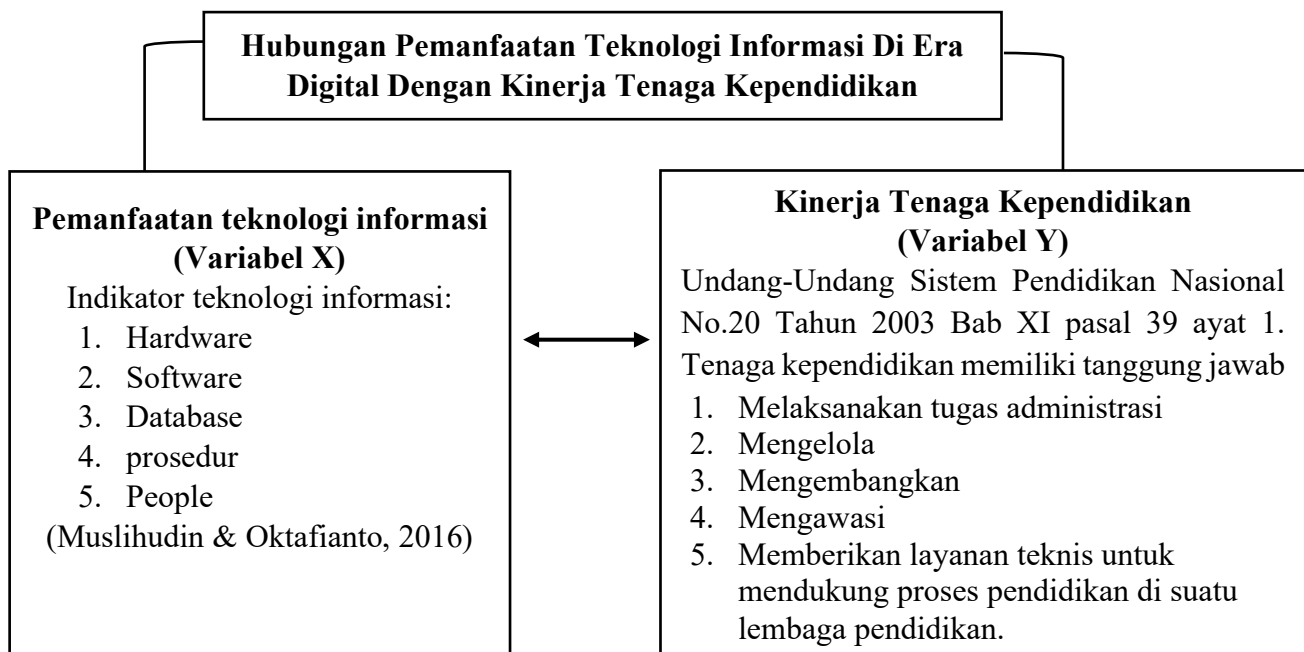 Hubungan Pemanfaatan Teknologi Informasi Di Era
Digital Dengan Kinerja Tenaga Kependidikan
Pemanfaatan teknologi informasi
(Variabel X)
Indikator teknologi informasi:
1. Hardware
2. Software
3. Database
4. prosedur
5. People
(Muslihudin & Oktafianto, 2016)
Kinerja Tenaga Kependidikan
(Variabel Y)
Undang-Undang Sistem Pendidikan Nasional
No.20 Tahun 2003 Bab XI pasal 39 ayat 1.
Tenaga kependidikan memiliki tanggung jawab
1. Melaksanakan tugas administrasi
2. Mengelola
3. Mengembangkan
4. Mengawasi
5. Memberikan layanan teknis untuk
mendukung proses pendidikan di suatu
lembaga pendidikan.